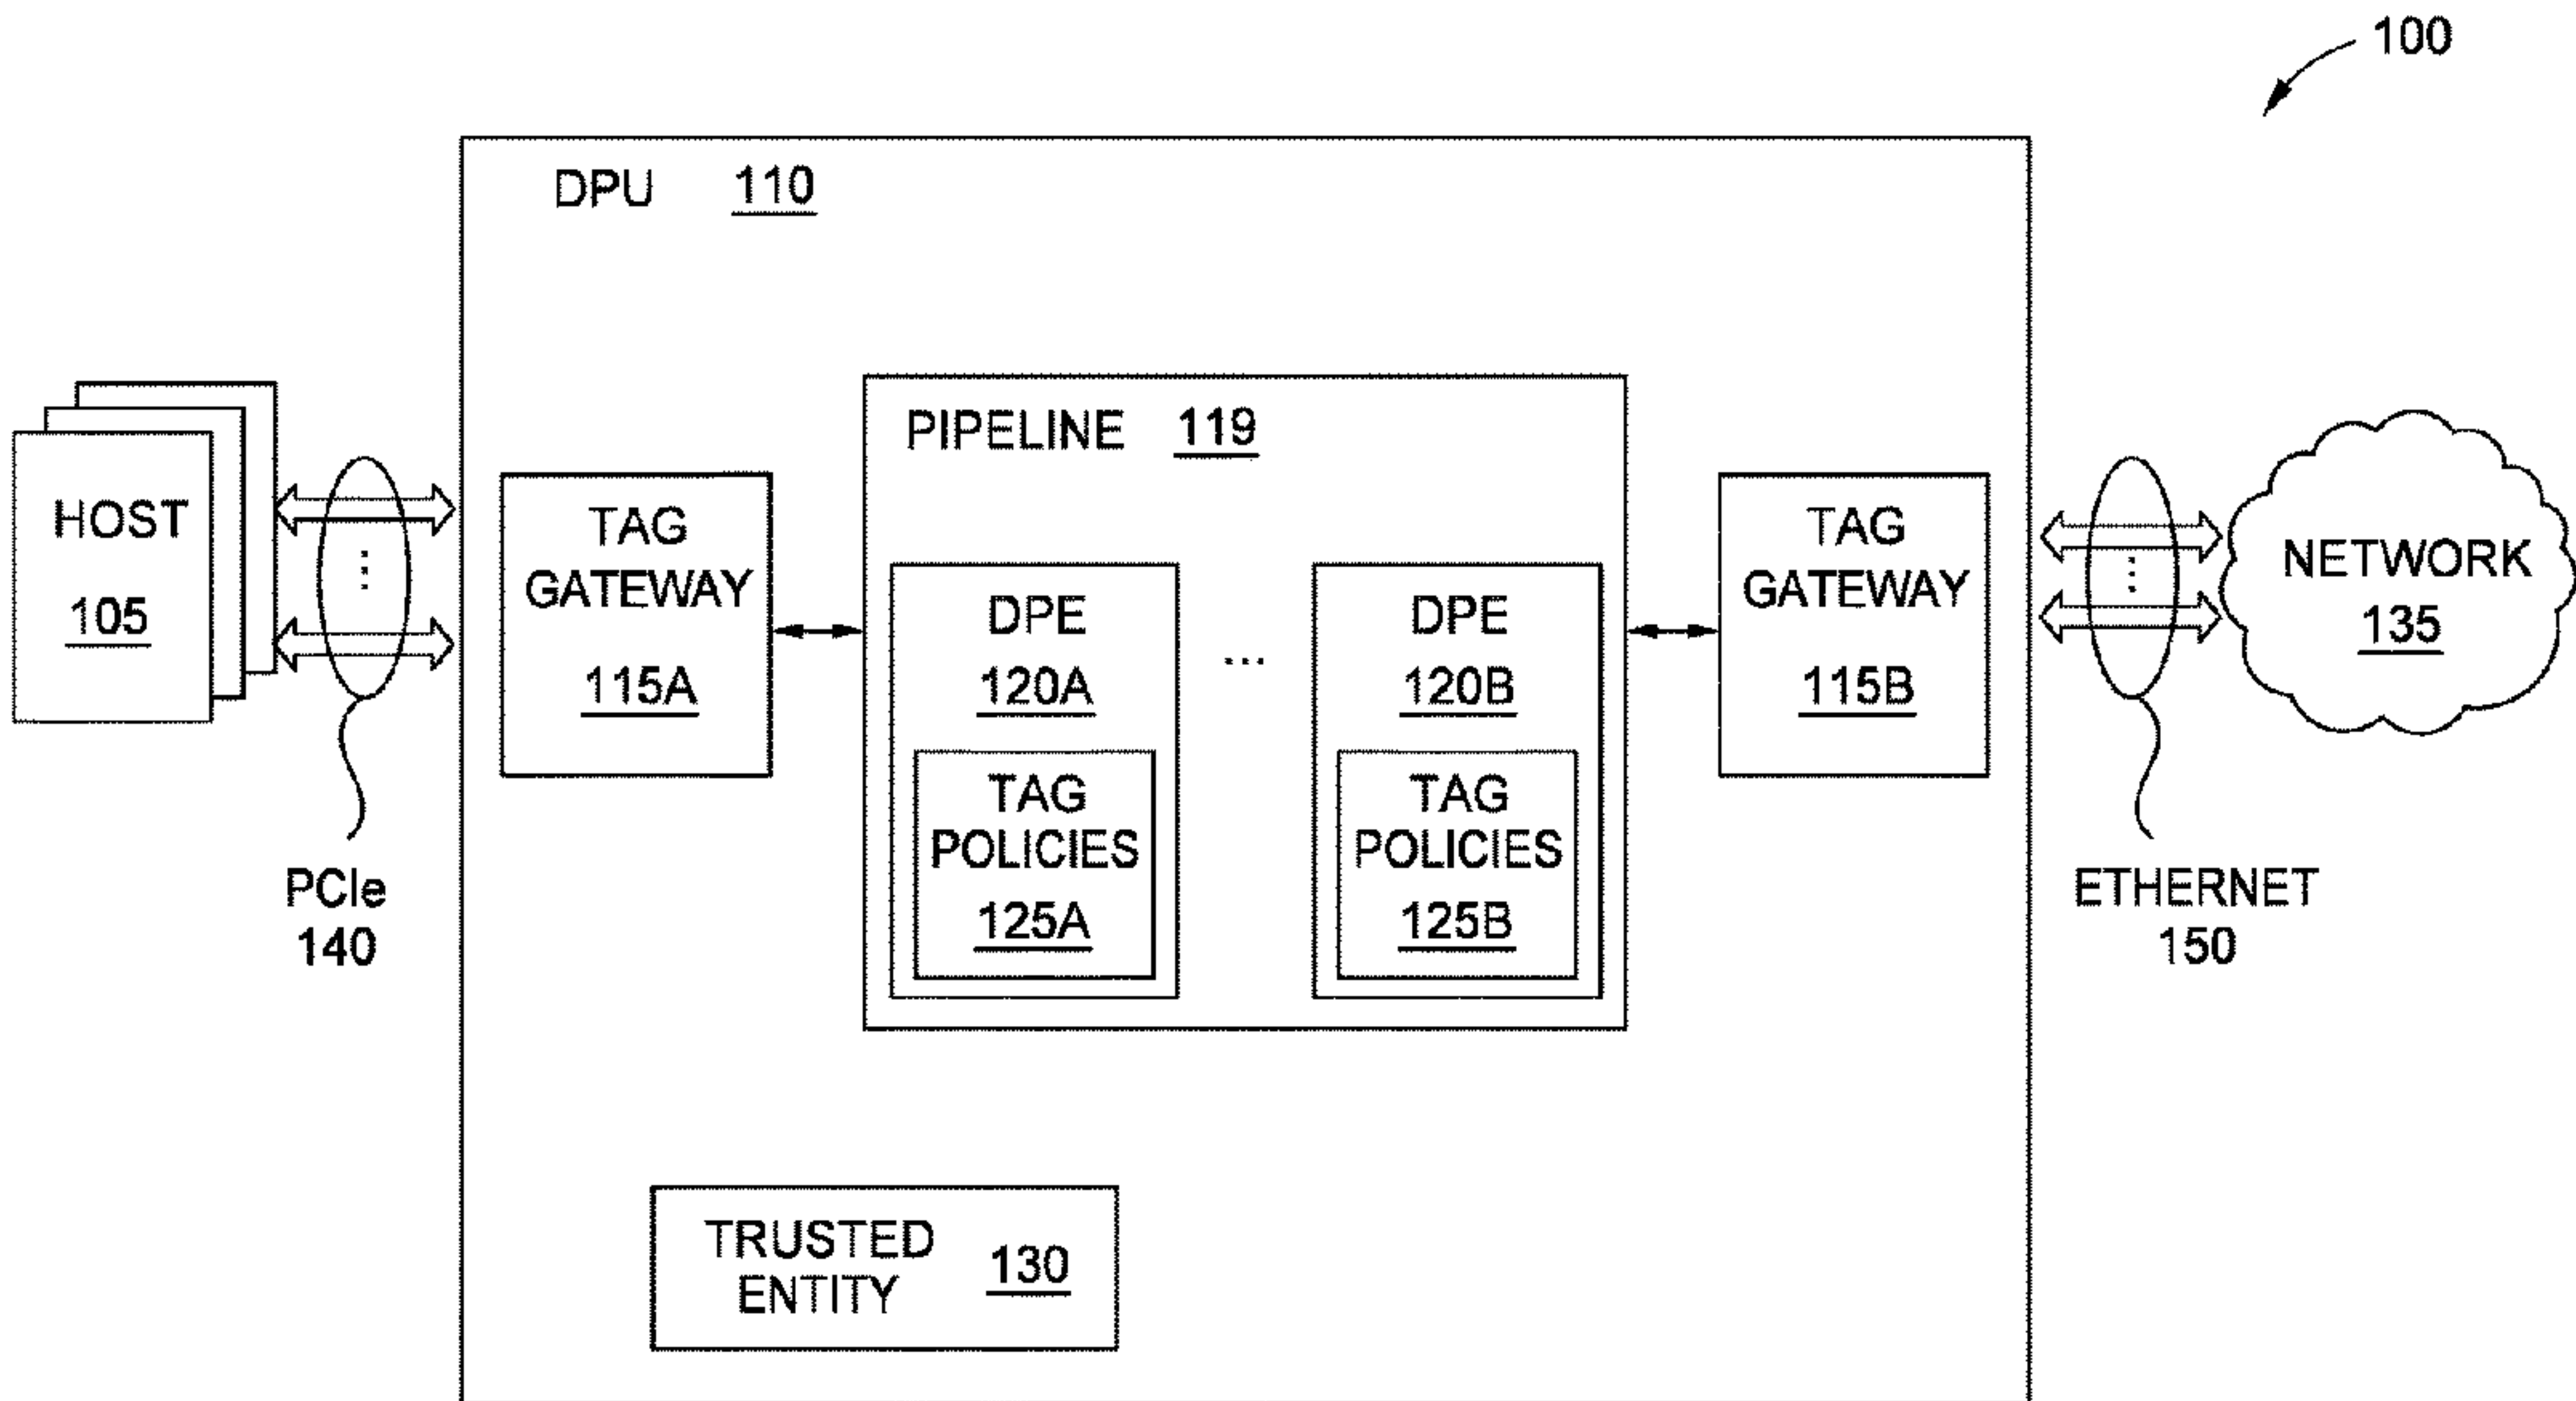 100
DPU 110
PIPELINE 119
HOST
105
TAG
GATEWAY
115A
DPE
120A
TAG
POLICIES
125A
...
DPE
120B
TAG
POLICIES
125B
TAG
GATEWAY
115B
NETWORK
135
PCIe
140
ETHERNET
150
TRUSTED
ENTITY
130